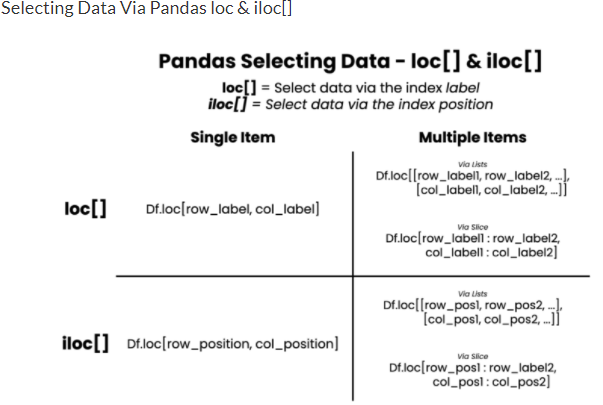 Selecting Data Via Pandas loc & iloc[]
Pandas Selecting Data - loc[] & iloc[]
loc[] = Select data via the index label
iloc[] = Select data via the index position
Single Item
Multiple Items
loc[]
Df.loc[row_label, col_label]
Via Lists
Df.loc[[row_label1, row_label2, ...],
[col_label1, col_label2, ...]]
Via Slice
Df.loc[row_label1 : row_label2,
col_label1 : col_label2]
iloc[]
Df.loc[row_position, col_position]
Via Lists
Df.loc[[row_pos1, row_pos2, ...],
[col_pos1, col_pos2, ...]]
Via Slice
Df.loc[row_pos1 : row_label2,
col_pos1 : col_pos2]